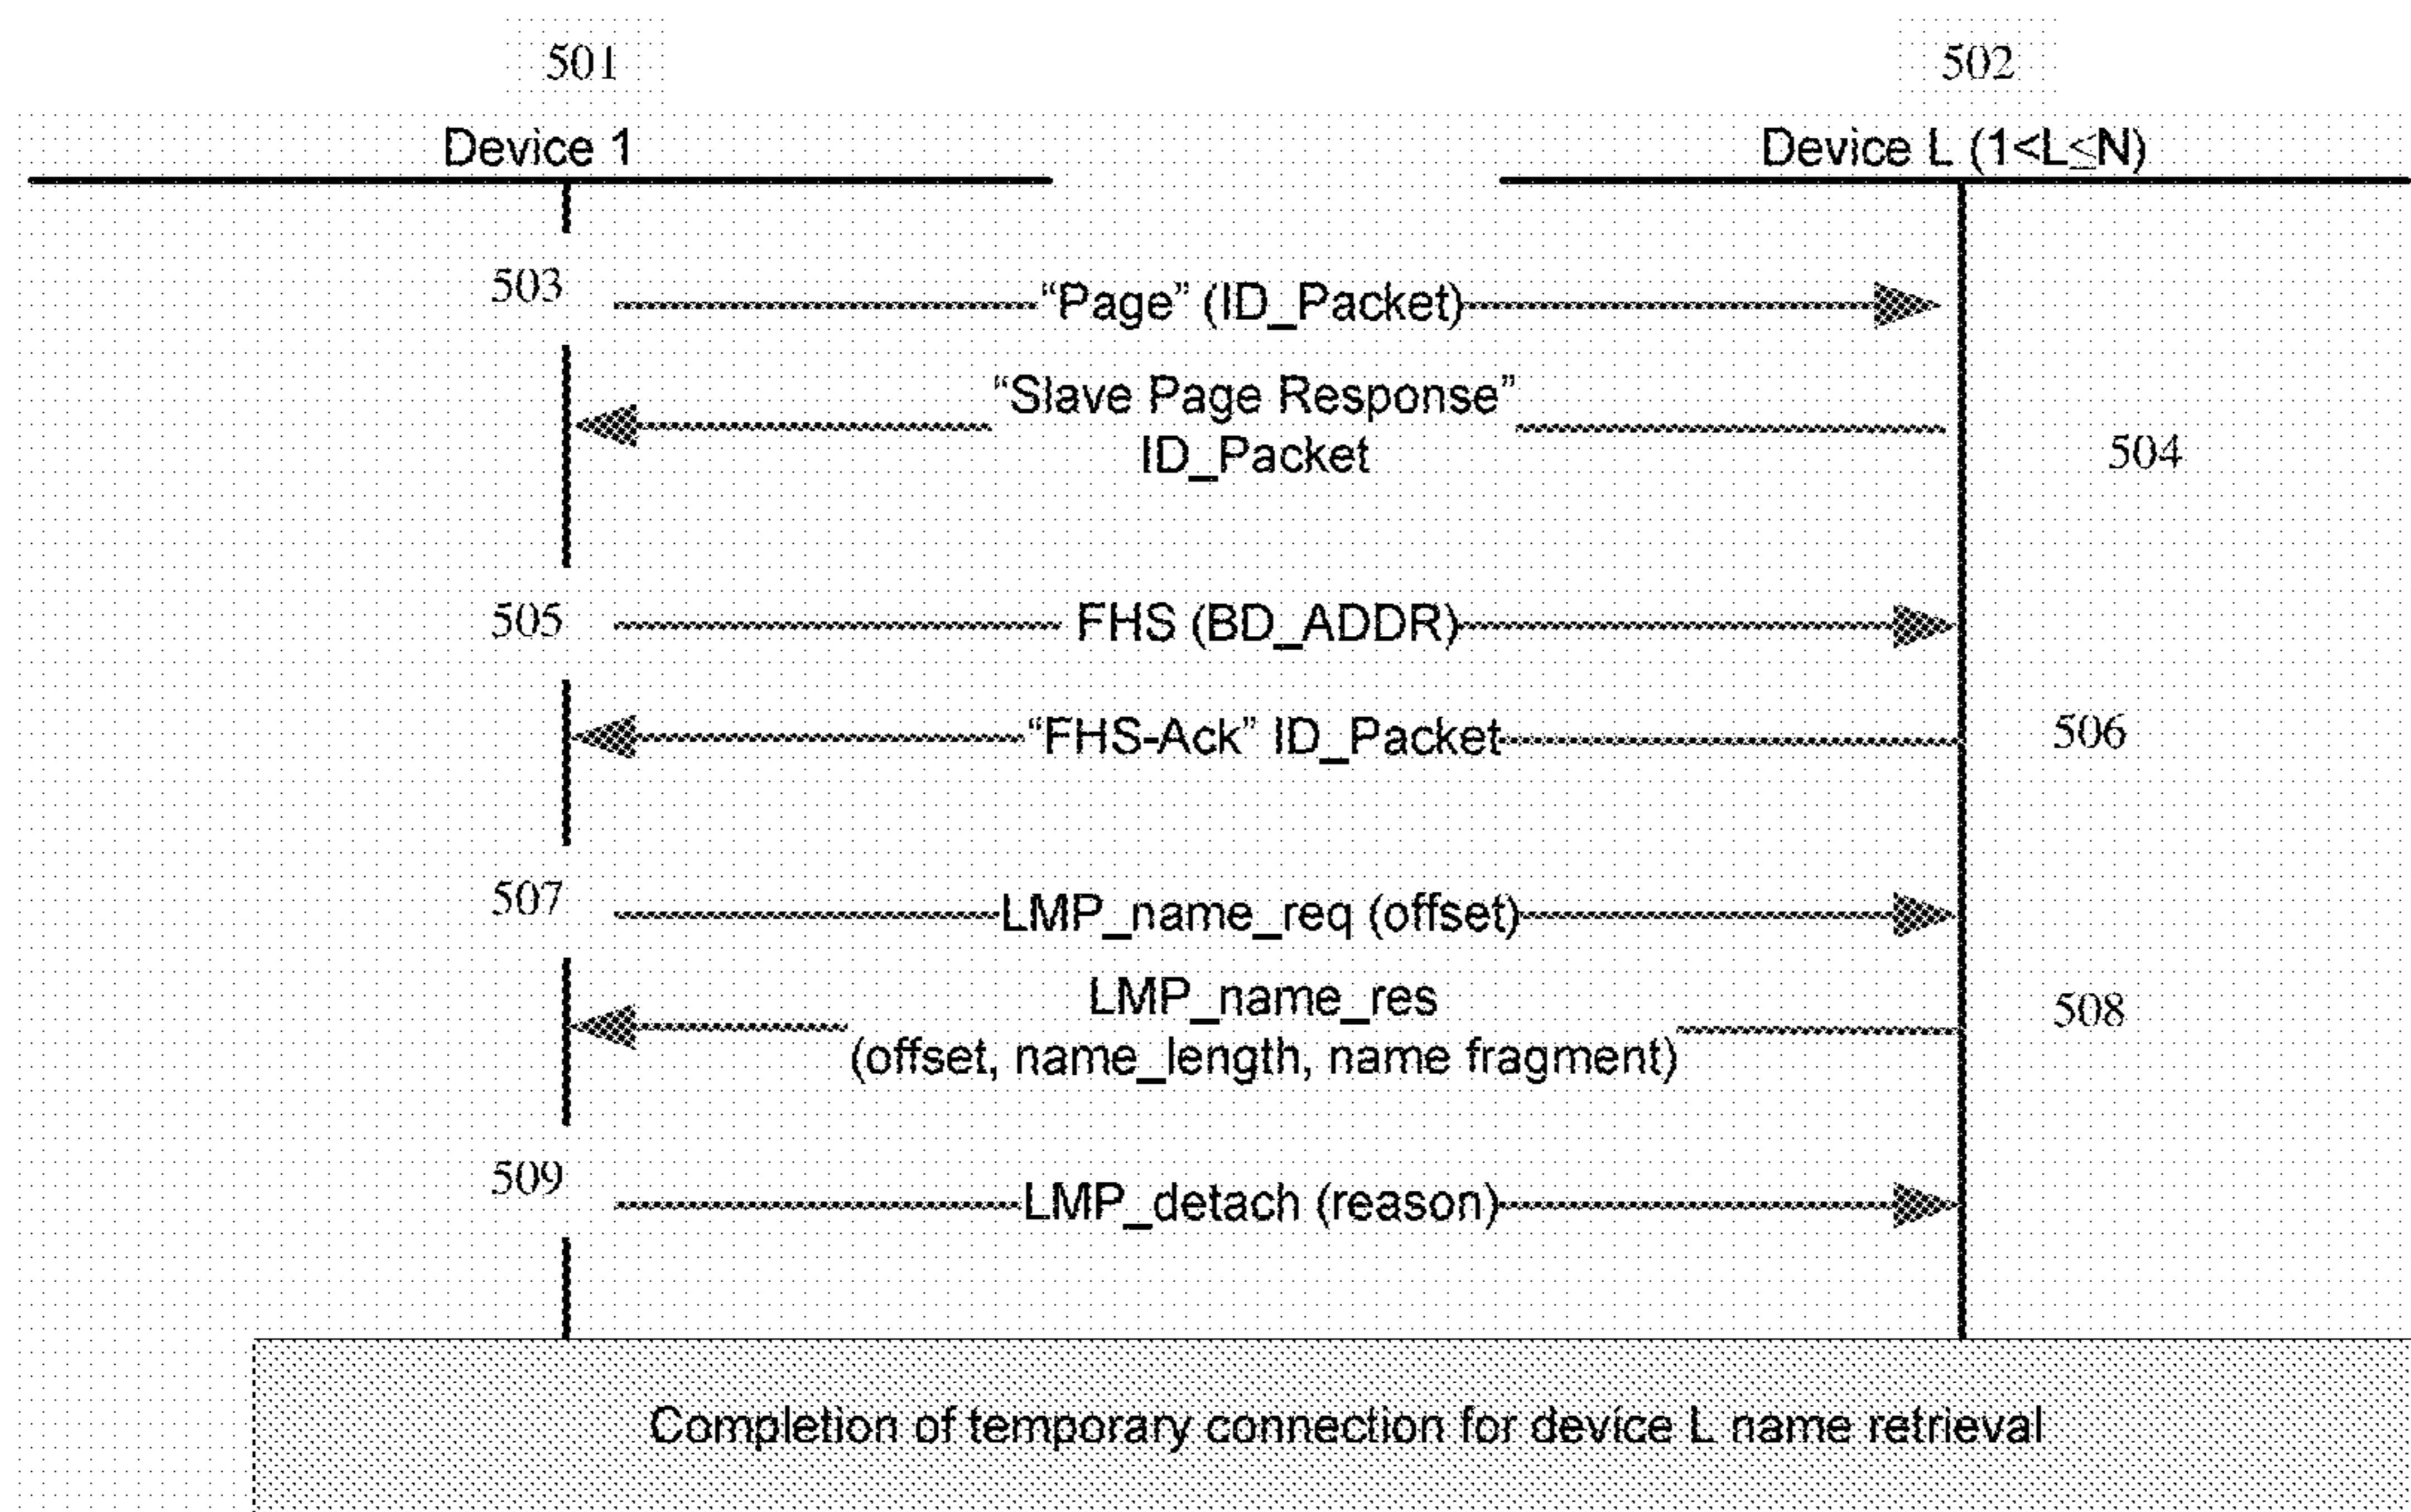 501
502
Device 1
Device L (1<L≤N)
503
“Page” (ID_Packet)
“Slave Page Response”
ID_Packet
504
505
FHS (BD_ADDR)
“FHS-Ack” ID_Packet
506
507
LMP_name_req (offset)
LMP_name_res
(offset, name_length, name fragment)
508
509
LMP_detach (reason)
Completion of temporary connection for device L name retrieval